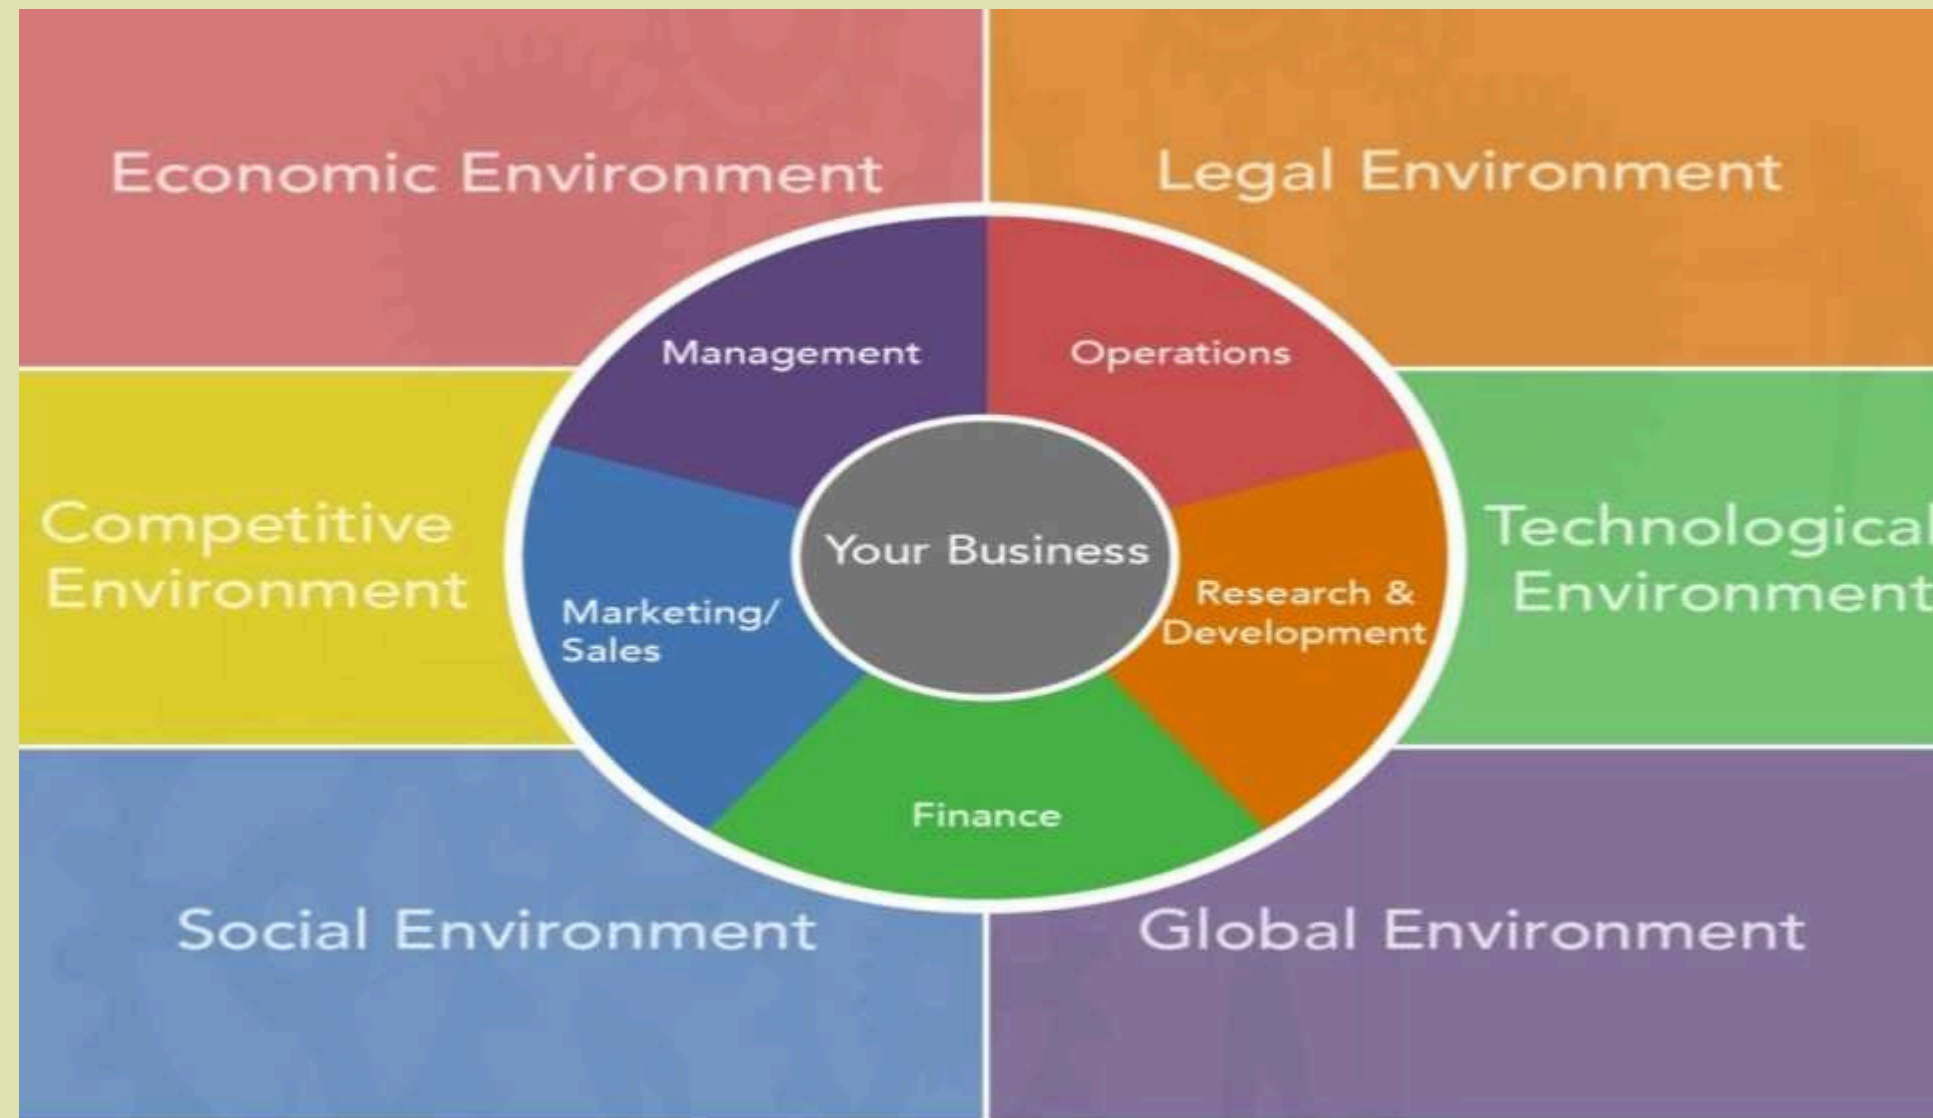 Economic Environment
Legal Environment
Management
Operations
Competitive
Environment
Your Business
Technological
Environment
Marketing/
Sales
Research &
Development
Finance
Social Environment
Global Environment